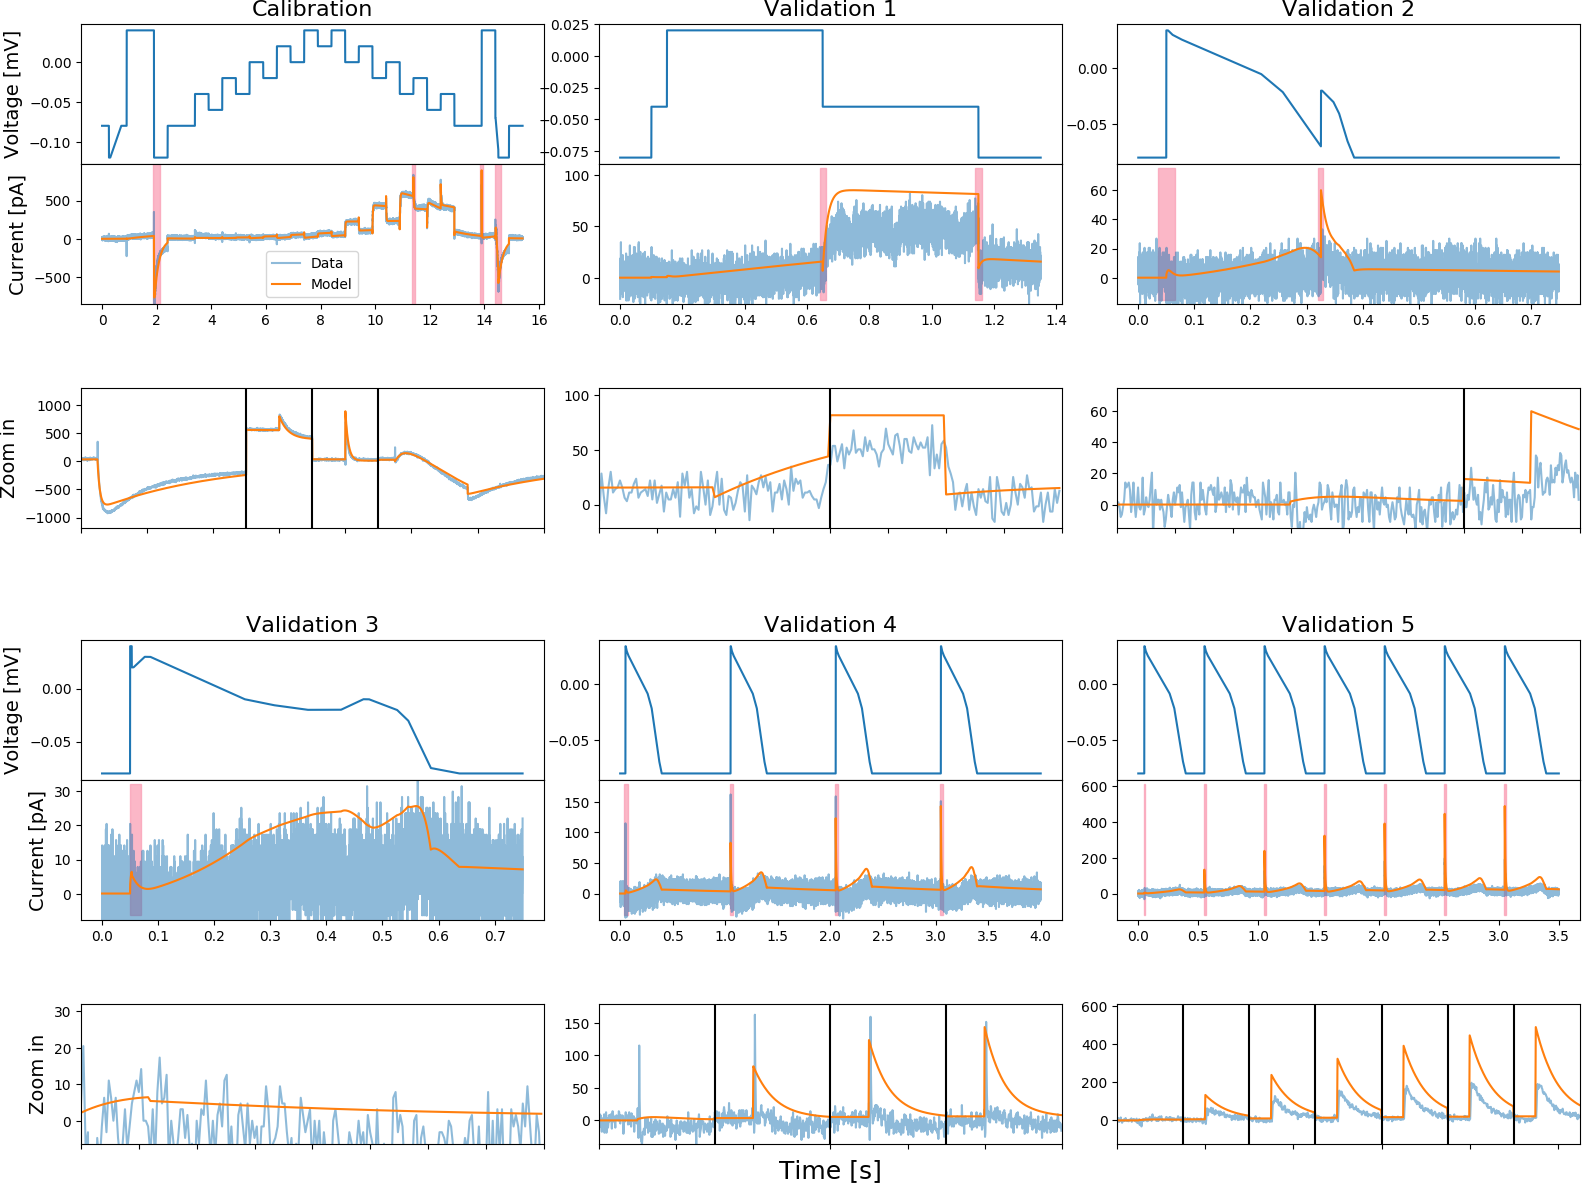 Calibration
Validation 1
Validation 2
Voltage [mV]
0.00
−0.05
−0.10
0.025
0.000
−0.025
−0.050
−0.075
0.00
−0.05
Current [pA]
500
0
−500
Data
Model
0 2 4 6 8 10 12 14 16
100
50
0
0.0 0.2 0.4 0.6 0.8 1.0 1.2 1.4
60
40
20
0
0.0 0.1 0.2 0.3 0.4 0.5 0.6 0.7
Zoom in
1000
500
0
−500
−1000
100
50
0
60
40
20
0
Validation 3
Validation 4
Validation 5
Voltage [mV]
0.00
−0.05
0.00
−0.05
0.00
−0.05
Current [pA]
30
20
10
0
0.0 0.1 0.2 0.3 0.4 0.5 0.6 0.7
150
100
50
0
0.0 0.5 1.0 1.5 2.0 2.5 3.0 3.5 4.0
600
400
200
0
0.0 0.5 1.0 1.5 2.0 2.5 3.0 3.5
Zoom in
30
20
10
0
150
100
50
0
600
400
200
0
Time [s]